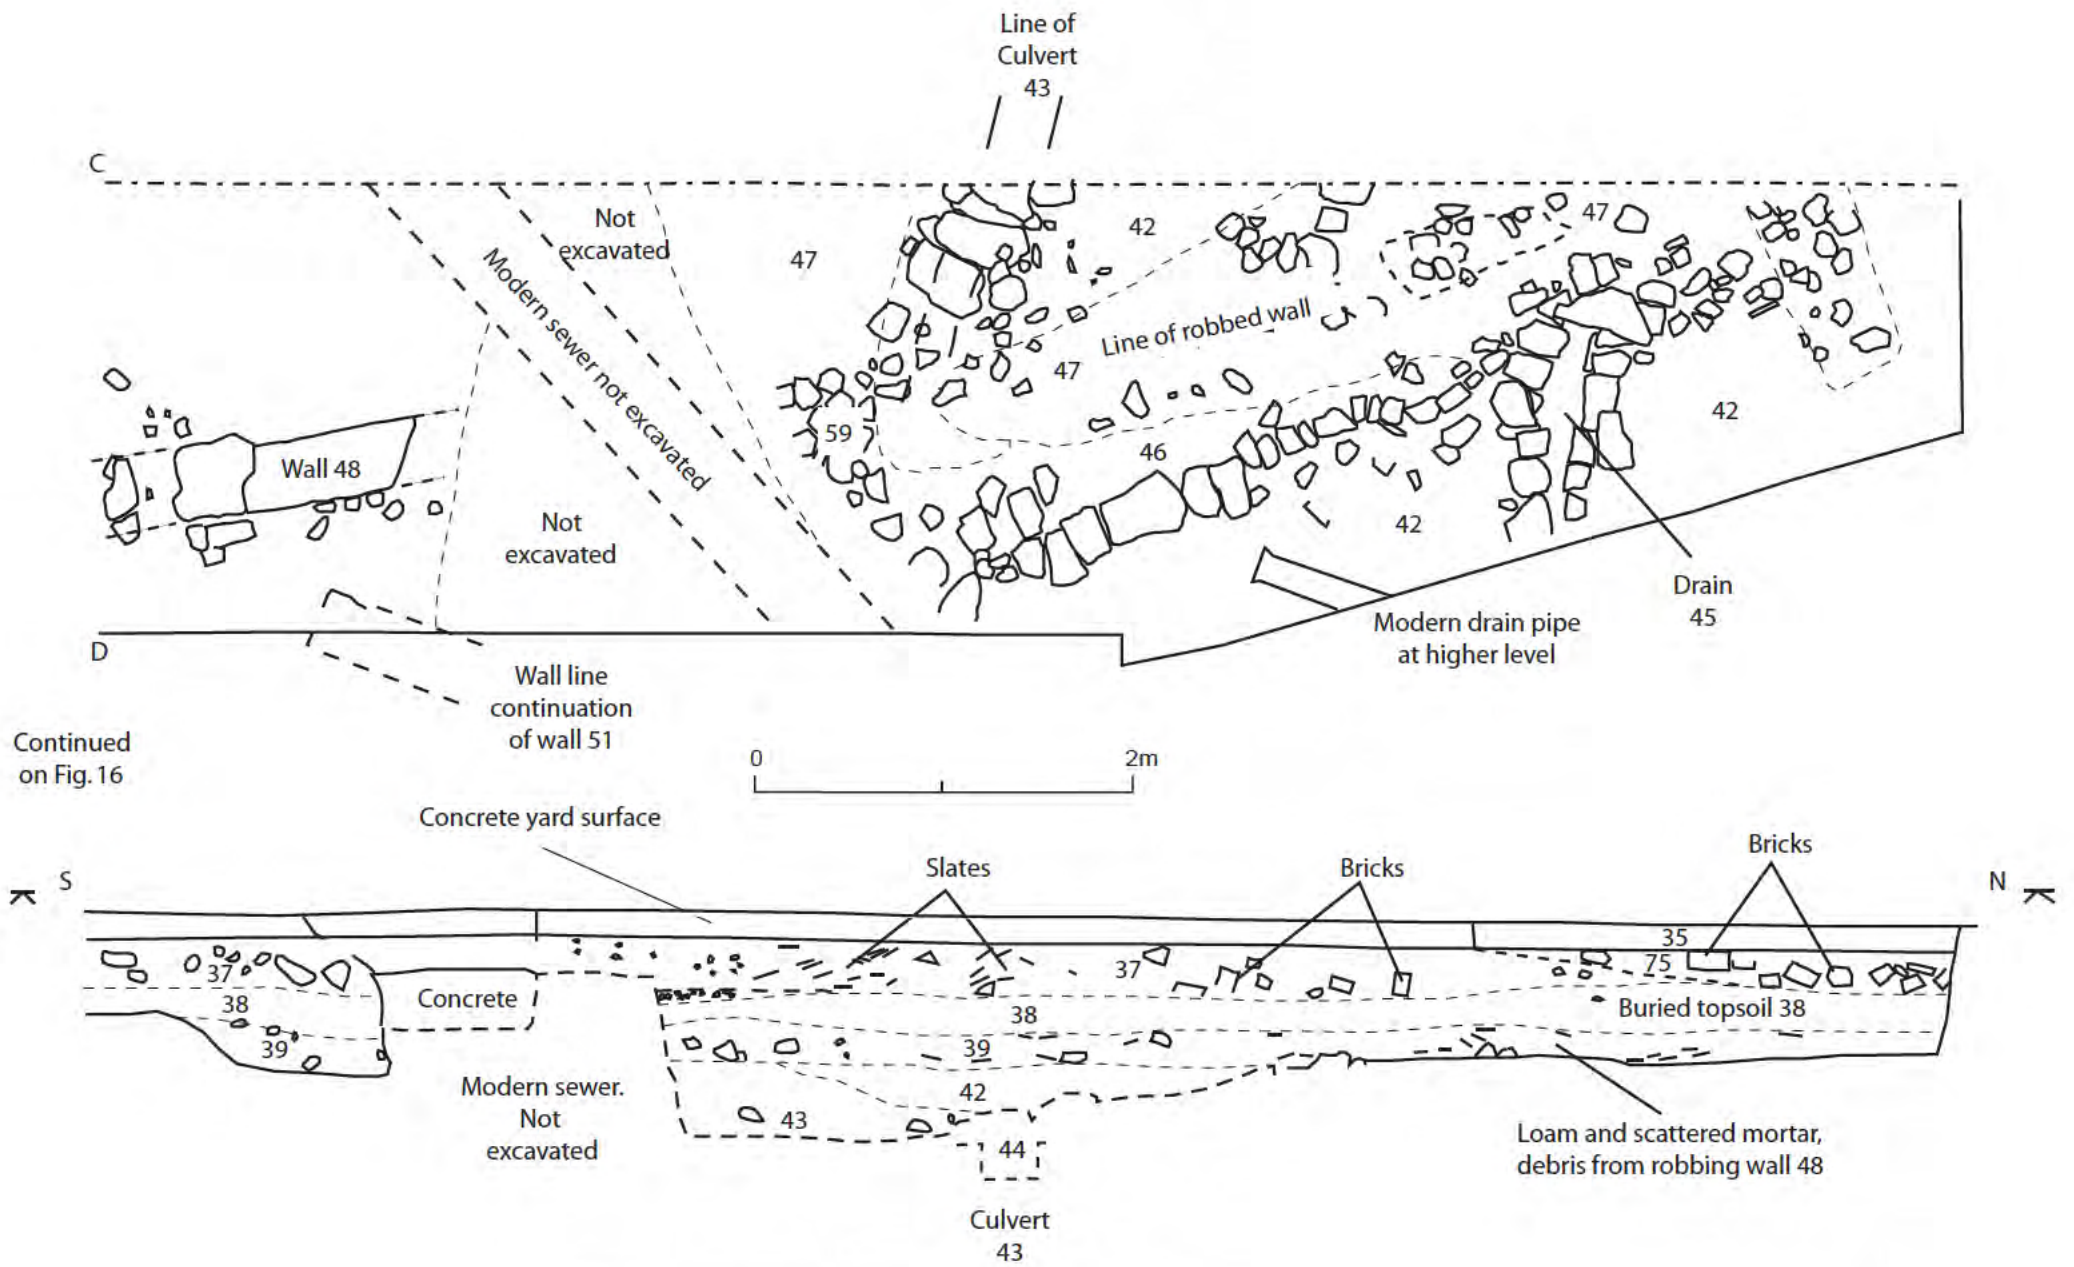 Line of
Culvert
43
C
Not
excavated
47
42
47
Modern sewer not excavated
Line of robbed wall
47
59
42
Wall 48
46
Not
excavated
42
Drain
45
Modern drain pipe
at higher level
D
Wall line
continuation
of wall 51
Continued
on Fig. 16
0
2m
Concrete yard surface
Slates
Bricks
Bricks
S
N
35
37
37
75
Concrete
38
38
Buried topsoil 38
39
39
Modern sewer.
Not
excavated
42
43
44
Loam and scattered mortar,
debris from robbing wall 48
Culvert
43